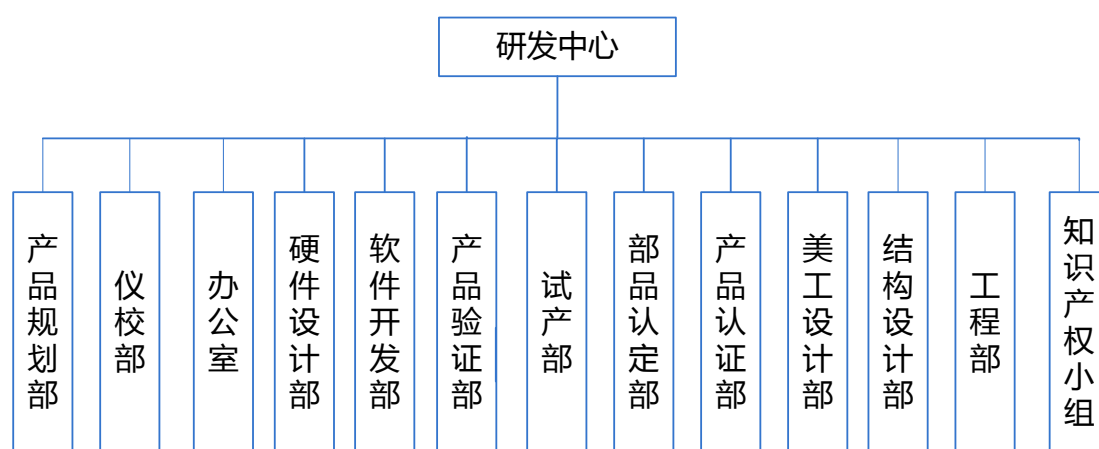 研发中心
产品规划部
仪校部
办公室
硬件设计部
软件开发部
产品验证部
试产部
部品认定部
产品认证部
美工设计部
结构设计部
工程部
知识产权小组